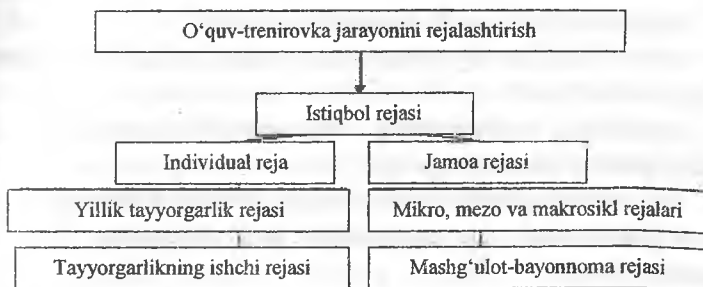 O‘quv-trenirovka jarayonini rejalashtirish
Istiqbol rejasi
Individual reja
Jamoa rejasi
Yillik tayyorgarlik rejasi
Mikro, mezo va makrosikl rejalari
Tayyorgarlikning ishchi rejasi
Mashg‘ulot-bayonnoma rejasi